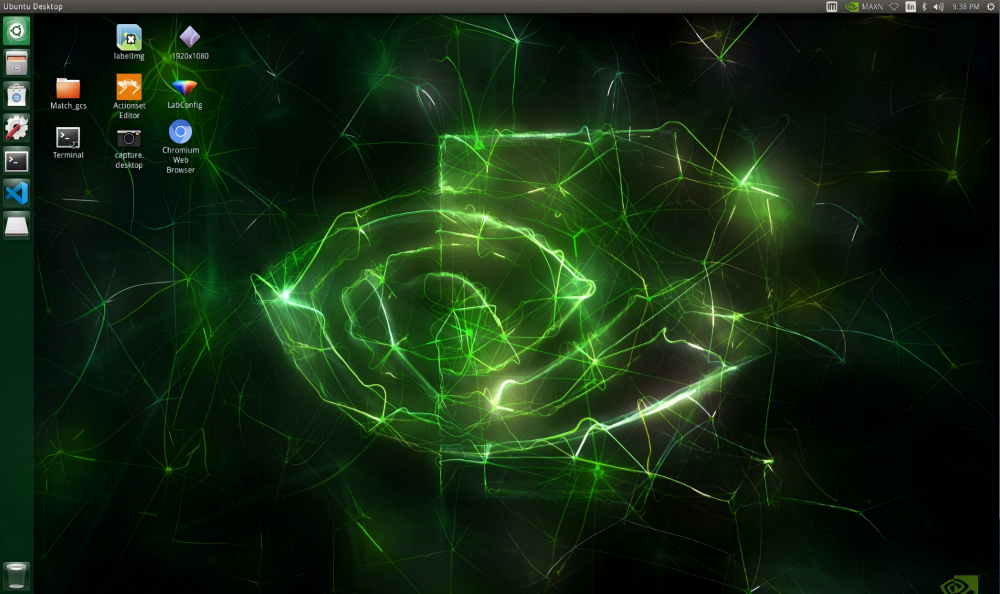 Ubuntu Desktop
MAXN
En
9:38 PM
labelImg
1920x1080
Match_gcs
Actionset
Editor
LabConfig
Terminal
capture.
desktop
Chromium
Web
Browser